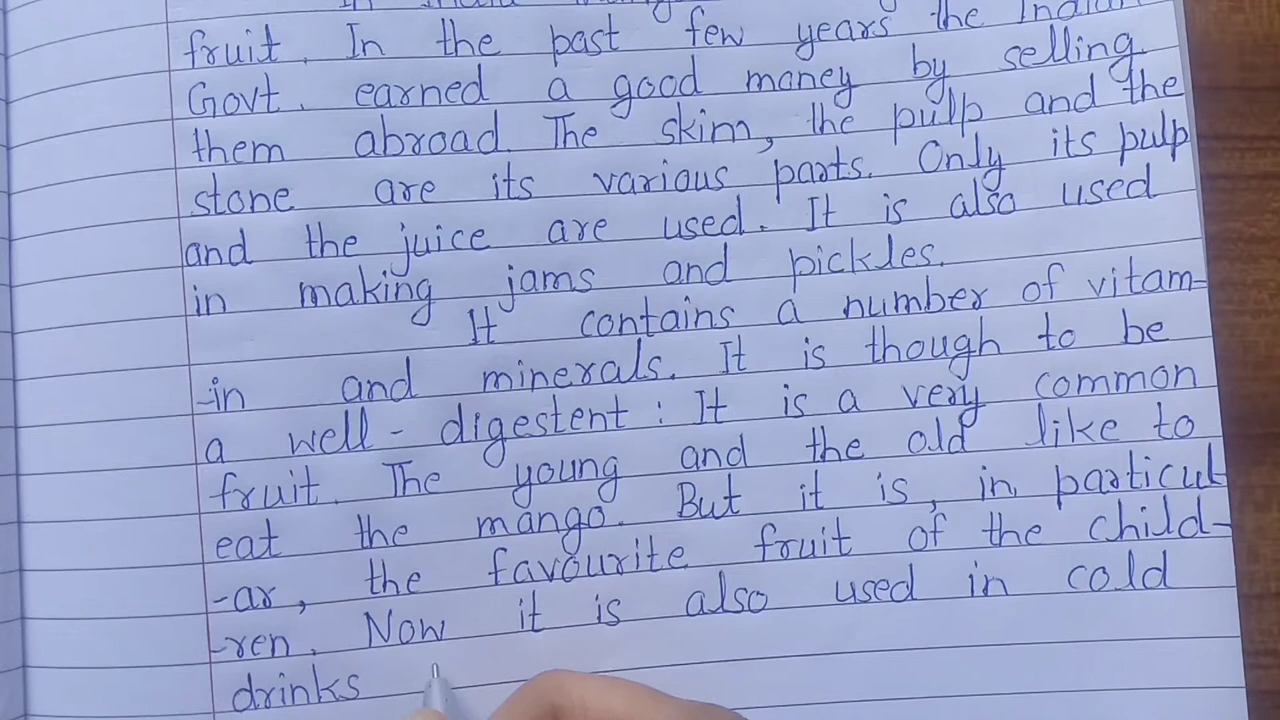 fruit. In the past few years the Indian
Govt. earned a good money by selling
them abroad. The skim, the pulp and the
stone are its various parts. Only its pulp
and the juice are used. It is also used
in making jams and pickles.
It contains a number of vitam-
-in and minerals. It is though to be
a well-digestent: It is a very common
fruit. The young and the old like to
eat the mango. But it is, in particul-
-ar, the favourite fruit of the child-
-ren. Now it is also used in cold
drinks